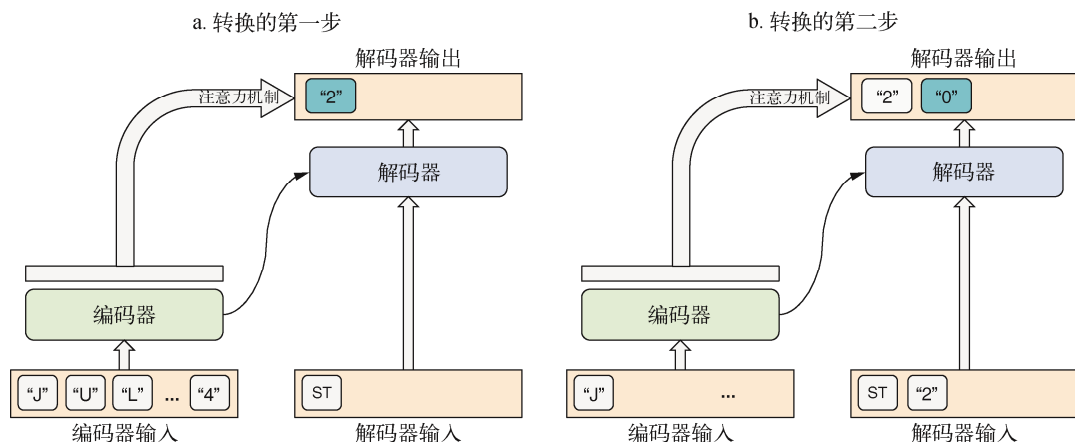 a. 转换的第一步
解码器输出
“2”
注意力机制
解码器
编码器
“J” “U” “L” ... “4”
编码器输入
ST
解码器输入
b. 转换的第二步
解码器输出
“2” “0”
注意力机制
解码器
编码器
“J” ...
编码器输入
ST “2”
解码器输入